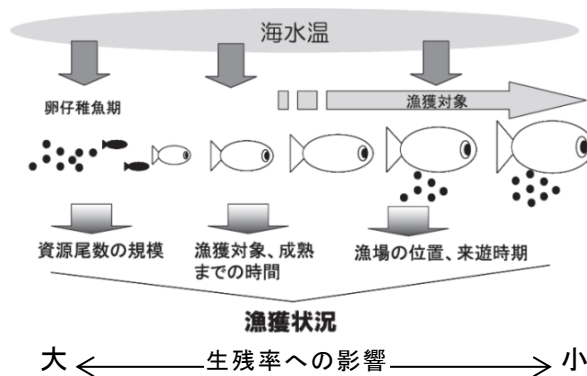 海水温
卵仔稚魚期
漁獲対象
資源尾数の規模
漁獲対象、成熟
までの時間
漁場の位置、来遊時期
漁獲状況
大 生残率への影響 小